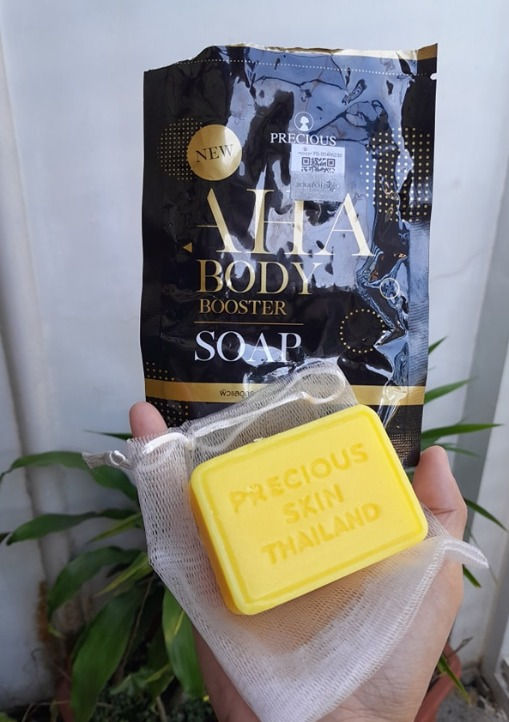 PRECIOUS
NEW
AHA
BODY
BOOSTER
SOAP
PRECIOUS
SKIN
THAILAND